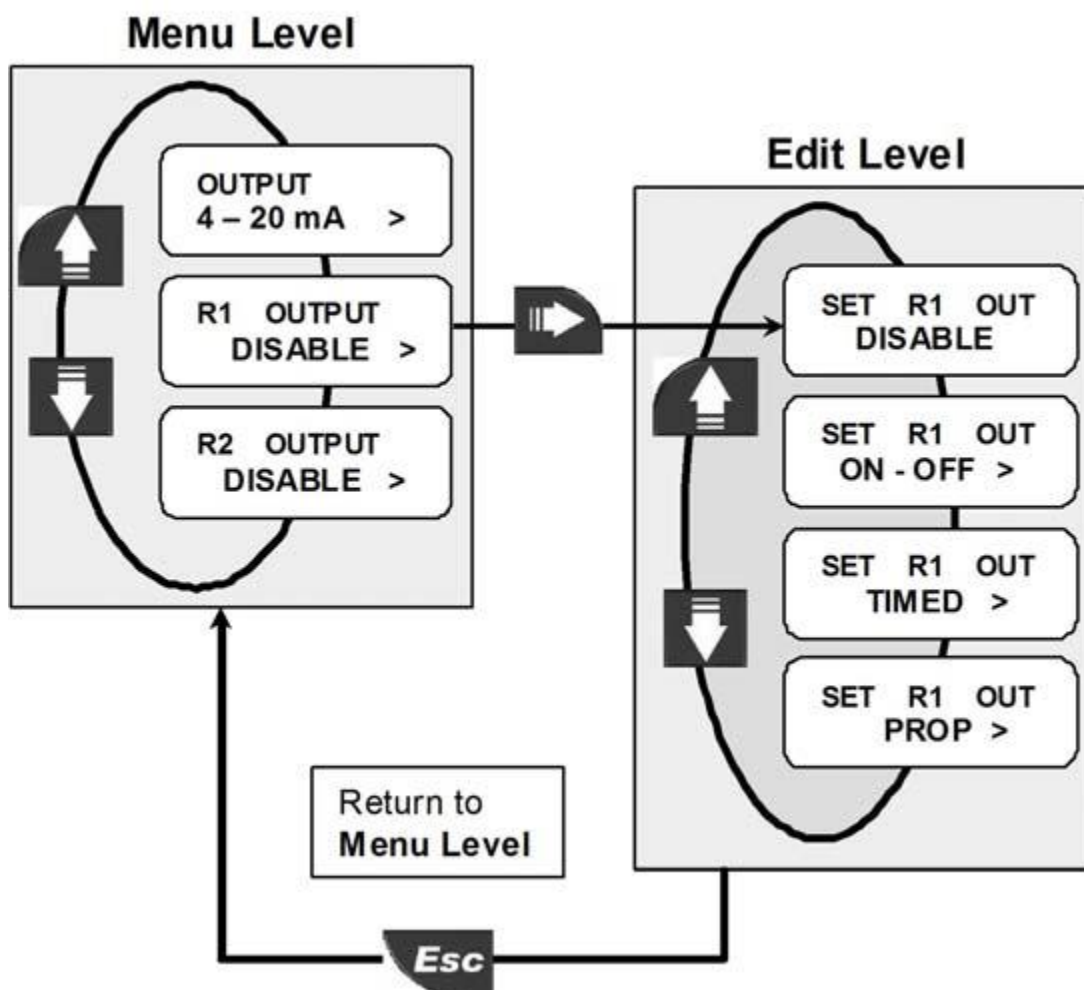 Menu Level
OUTPUT
4 – 20 mA >
R1 OUTPUT
DISABLE >
R2 OUTPUT
DISABLE >
Edit Level
SET R1 OUT
DISABLE
SET R1 OUT
ON - OFF >
SET R1 OUT
TIMED >
SET R1 OUT
PROP >
Return to
Menu Level
Esc